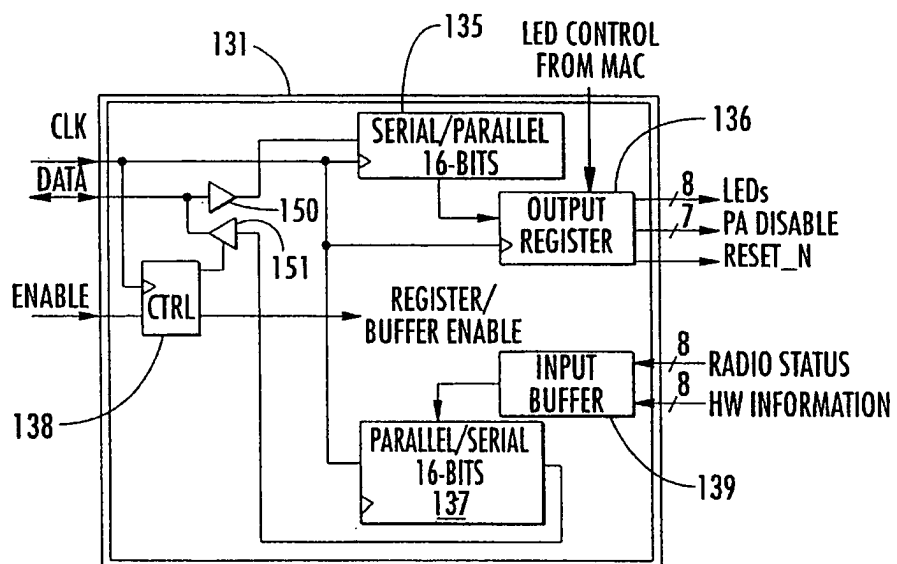 135
LED CONTROL
FROM MAC
131
CLK
SERIAL/PARALLEL
16-BITS
136
DATA
150
OUTPUT
REGISTER
8
LEDs
7
PA DISABLE
RESET_N
151
ENABLE
CTRL
REGISTER/
BUFFER ENABLE
138
INPUT
BUFFER
8
RADIO STATUS
8
HW INFORMATION
PARALLEL/SERIAL
16-BITS
137
139